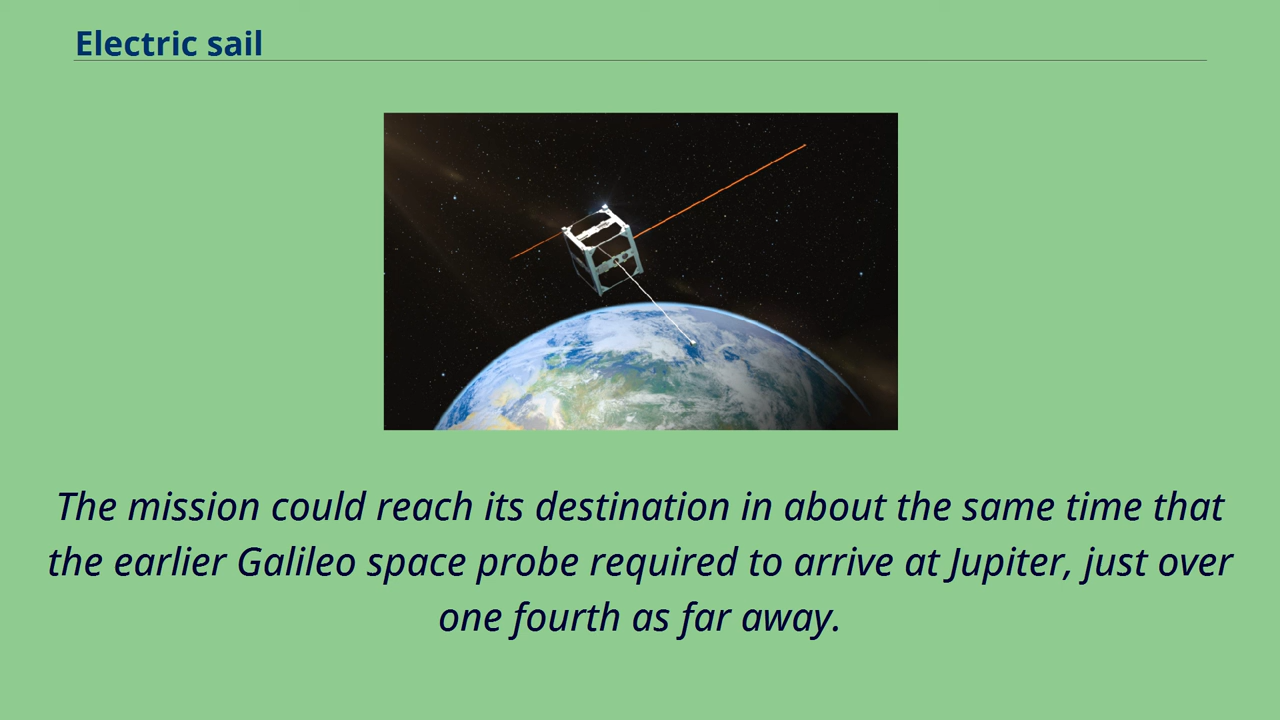 Electric sail
The mission could reach its destination in about the same time that
the earlier Galileo space probe required to arrive at Jupiter, just over
one fourth as far away.